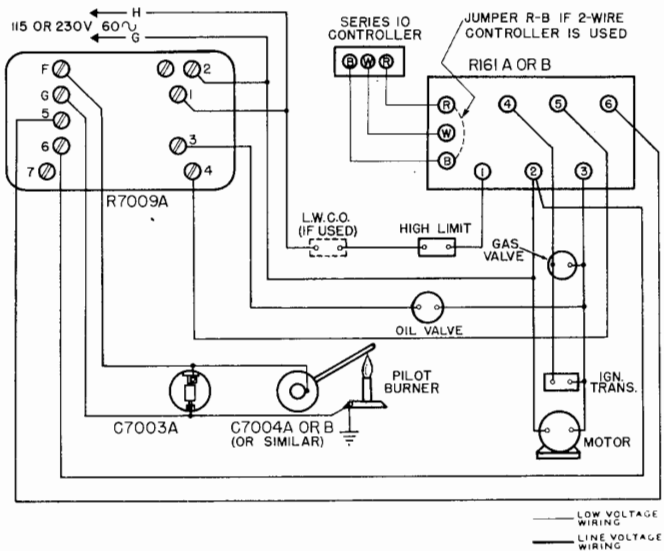 H
115 OR 230V 60~
G
SERIES 10
CONTROLLER
JUMPER R-B IF 2-WIRE
CONTROLLER IS USED
R161 A OR B
F
2
R W R
R
4
5
6
G
1
5
W
6
3
B
7
4
1
2
3
R7009A
L.W.C.O.
(IF USED)
HIGH LIMIT
GAS
VALVE
OIL VALVE
PILOT
BURNER
IGN.
TRANS.
C7003A
C7004A OR B
(OR SIMILAR)
MOTOR
LOW VOLTAGE
WIRING
LINE VOLTAGE
WIRING